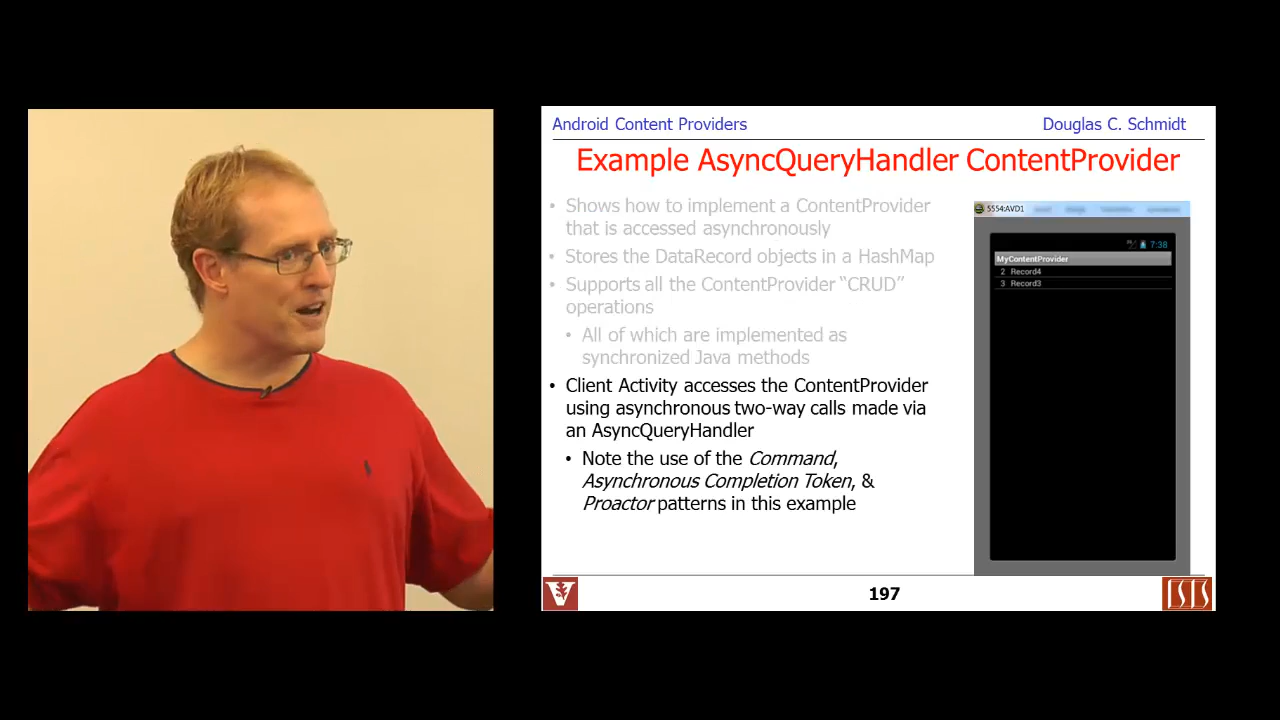 Android Content Providers
Douglas C. Schmidt
Example AsyncQueryHandler ContentProvider
• Shows how to implement a ContentProvider
that is accessed asynchronously
• Stores the DataRecord objects in a HashMap
• Supports all the ContentProvider “CRUD”
operations
• All of which are implemented as
synchronized Java methods
• Client Activity accesses the ContentProvider
using asynchronous two-way calls made via
an AsyncQueryHandler
• Note the use of the Command,
Asynchronous Completion Token, &
Proactor patterns in this example
5554:AVD1
7:38
MyContentProvider
2 Record4
3 Record3
V
197
ISIS